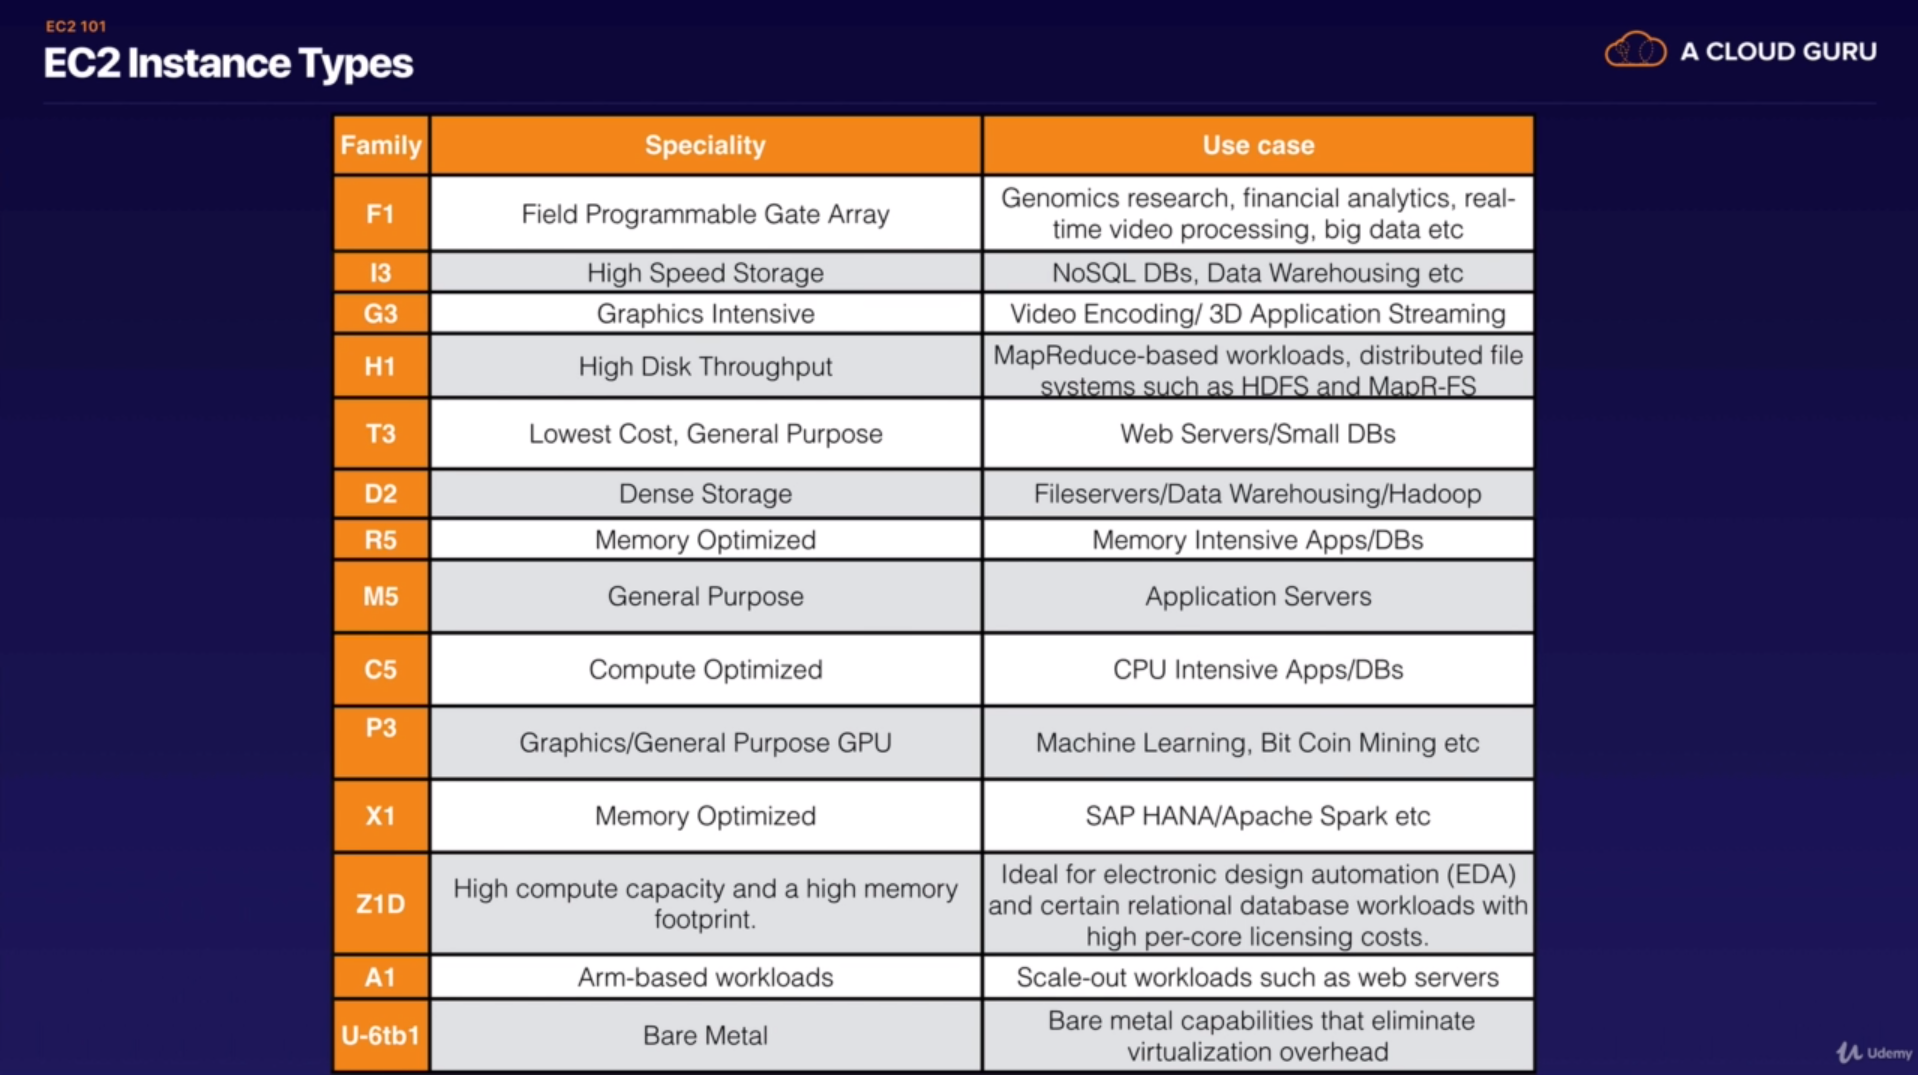 EC2 101
EC2 Instance Types
A CLOUD GURU
Family Speciality Use case
F1 Field Programmable Gate Array Genomics research, financial analytics, real-
time video processing, big data etc
I3 High Speed Storage NoSQL DBs, Data Warehousing etc
G3 Graphics Intensive Video Encoding/ 3D Application Streaming
H1 High Disk Throughput MapReduce-based workloads, distributed file
systems such as HDFS and MapR-FS
T3 Lowest Cost, General Purpose Web Servers/Small DBs
D2 Dense Storage Fileservers/Data Warehousing/Hadoop
R5 Memory Optimized Memory Intensive Apps/DBs
M5 General Purpose Application Servers
C5 Compute Optimized CPU Intensive Apps/DBs
P3 Graphics/General Purpose GPU Machine Learning, Bit Coin Mining etc
X1 Memory Optimized SAP HANA/Apache Spark etc
Z1D High compute capacity and a high memory
footprint. Ideal for electronic design automation (EDA)
and certain relational database workloads with
high per-core licensing costs.
A1 Arm-based workloads Scale-out workloads such as web servers
U-6tb1 Bare Metal Bare metal capabilities that eliminate
virtualization overhead
Udemy